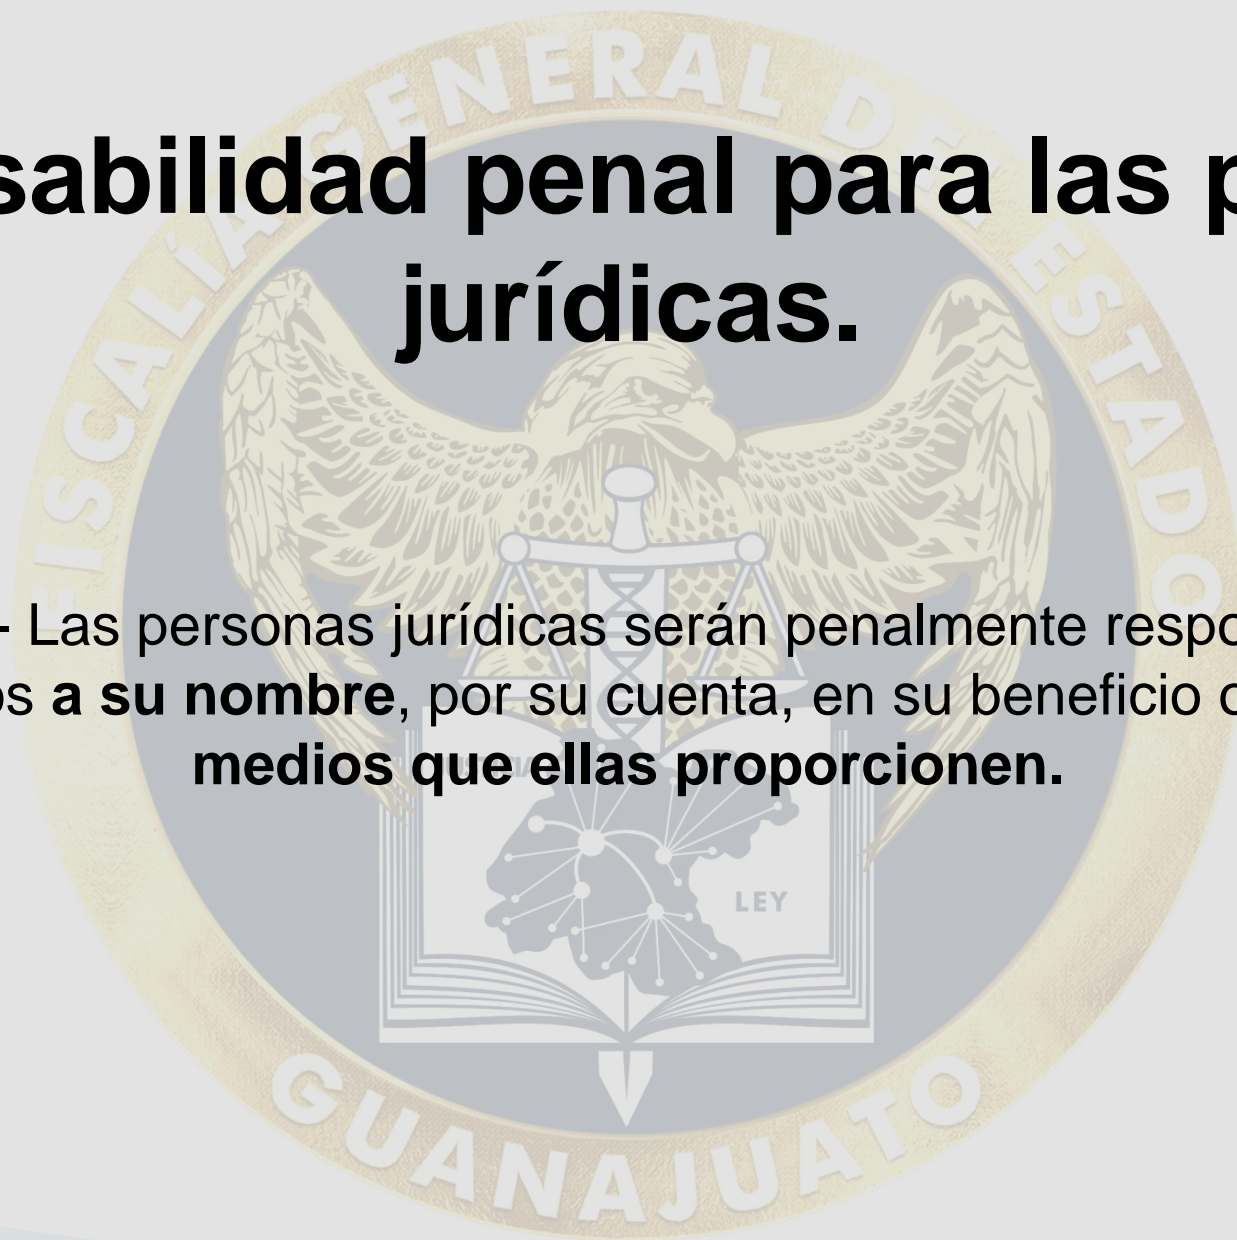 FISCALÍA GENERAL DEL ESTADO
sabilidad penal para las p
jurídicas.
- Las personas jurídicas serán penalmente respo
os a su nombre, por su cuenta, en su beneficio o
medios que ellas proporcionen.
LEY
GUANAJUATO